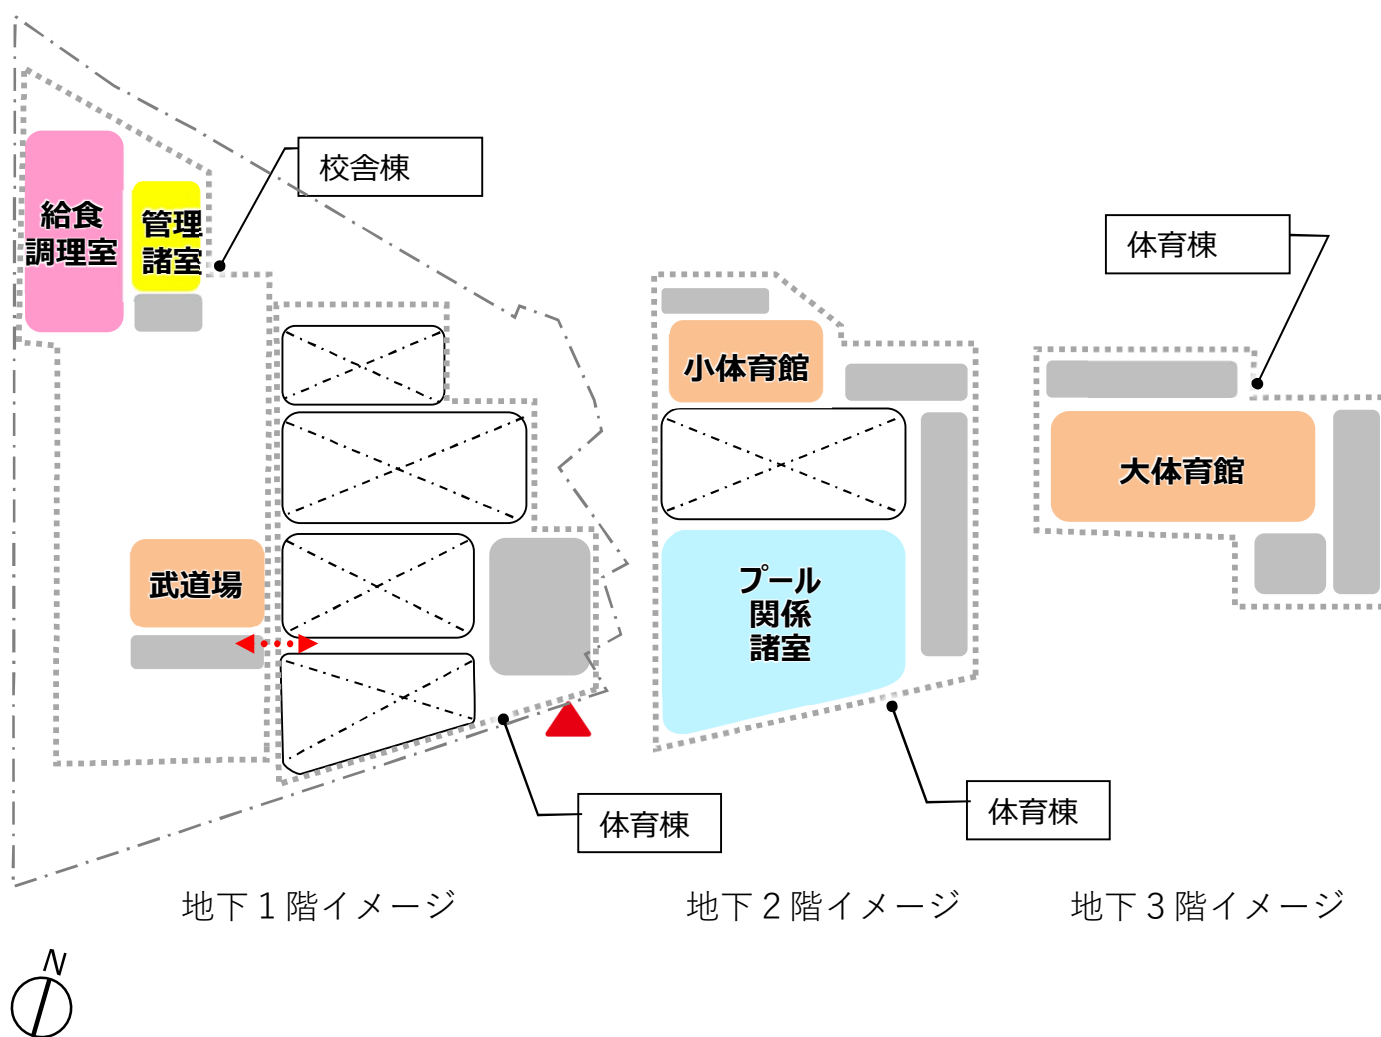 校舎棟
給食
調理室
管理
諸室
武道場
体育棟
地下1階イメージ
小体育館
プール
関係
諸室
体育棟
地下2階イメージ
体育棟
大体育館
地下3階イメージ
N